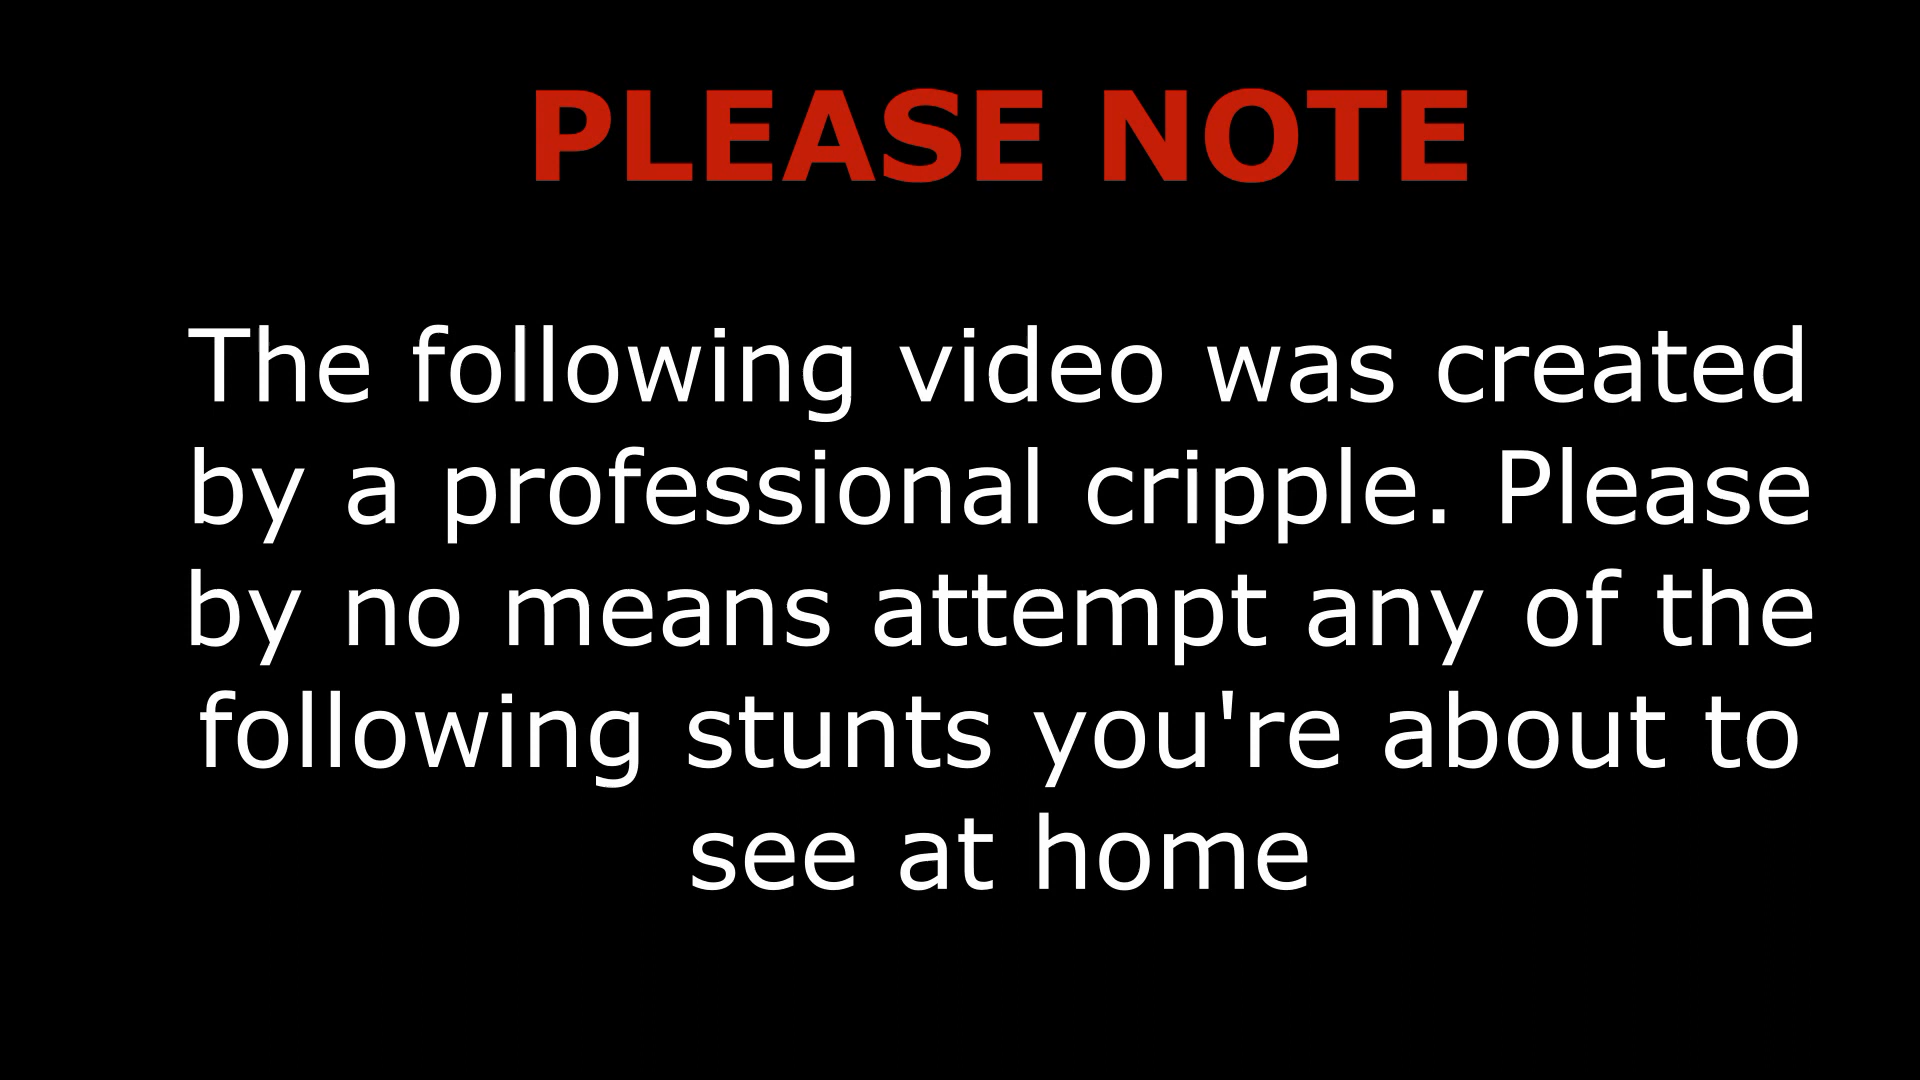 PLEASE NOTE
The following video was created
by a professional cripple. Please
by no means attempt any of the
following stunts you're about to
see at home